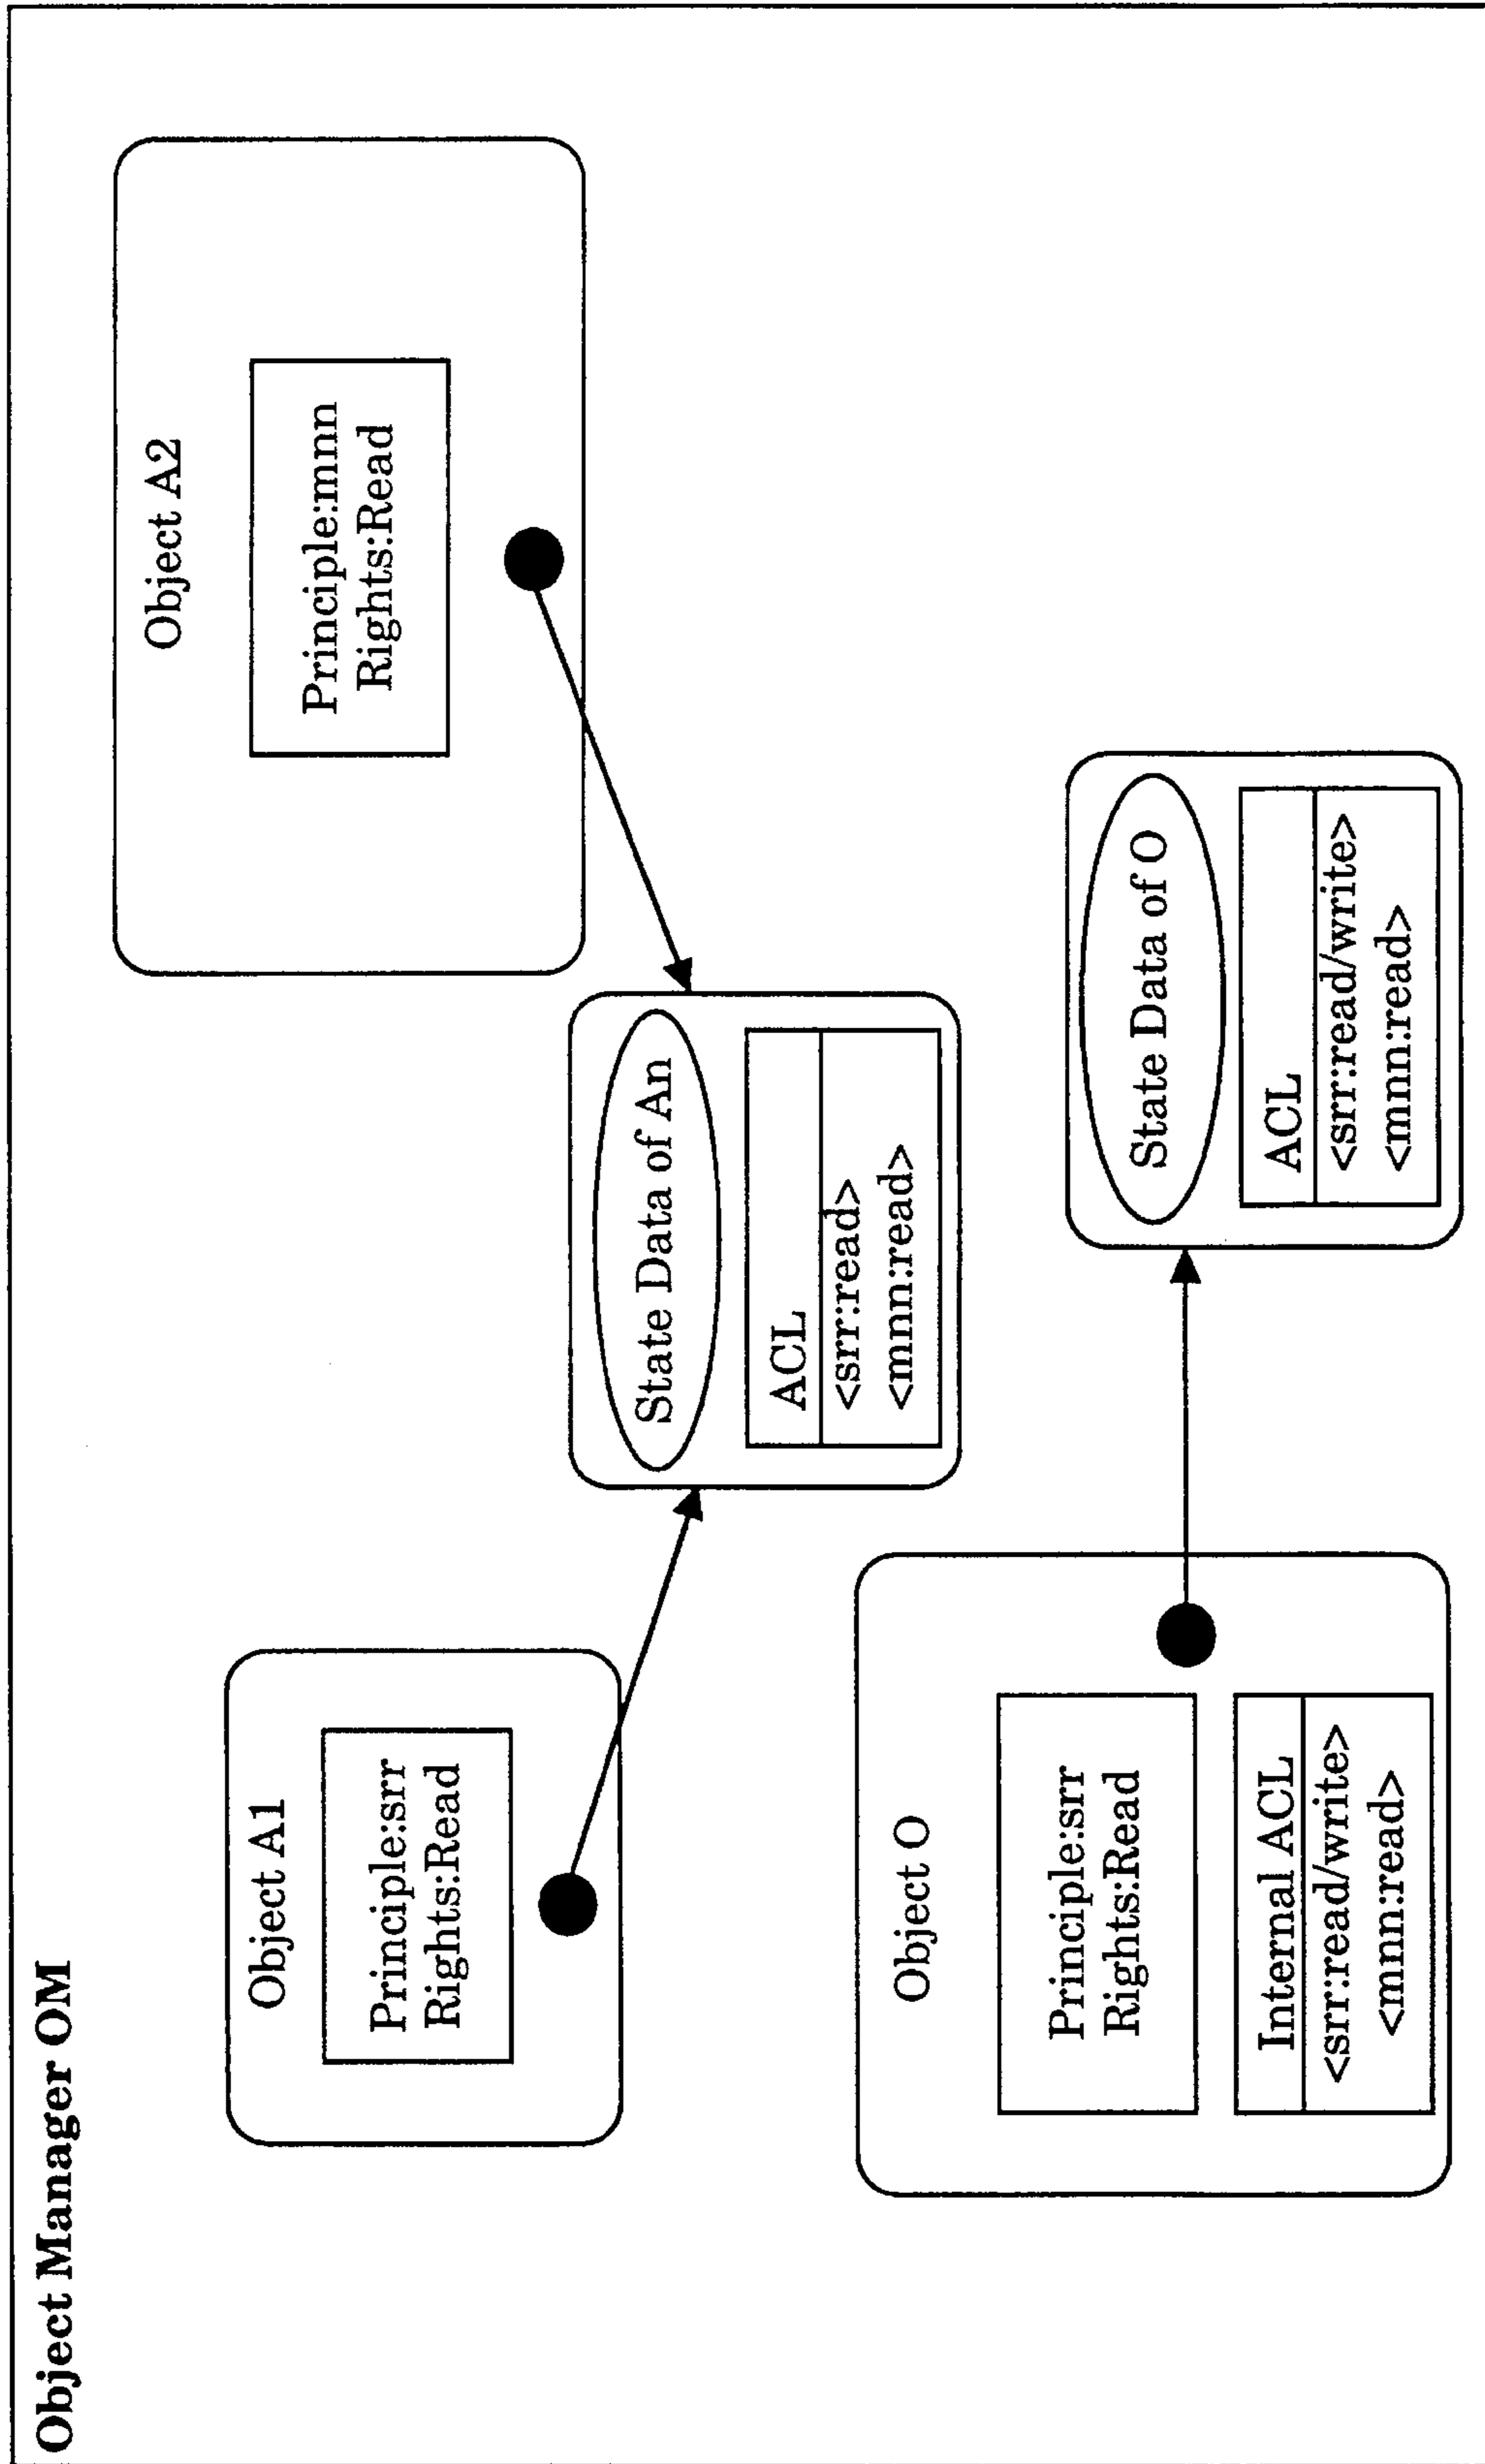 Object Manager OM
Object A1
Principle:srr
Rights:Read
Object A2
Principle:mnn
Rights:Read
State Data of An
ACL
<srr:read>
<mnn:read>
Object O
Principle:srr
Rights:Read
Internal ACL
<srr:read/write>
<mnn:read>
State Data of O
ACL
<srr:read/write>
<mnn:read>